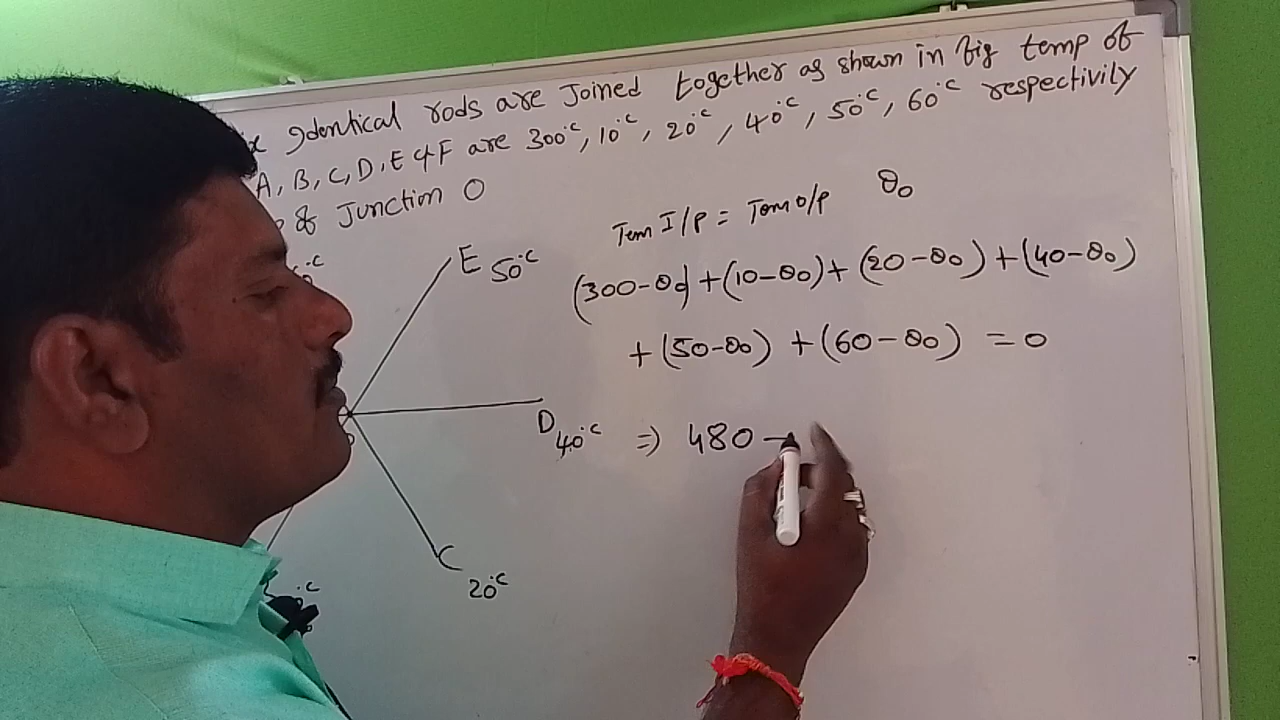 Identical rods are Joined together as shown in fig temp of
A, B, C, D, E & F are 300°C, 10°C, 20°C, 40°C, 50°C, 60°C respectivily
of Junction O
Tem I/P = Tem O/P θ₀
(300-θ₀) + (10-θ₀) + (20-θ₀) + (40-θ₀)
+ (50-θ₀) + (60-θ₀) = 0
E 50°C
D 40°C
⇒ 480 -
C
20°C